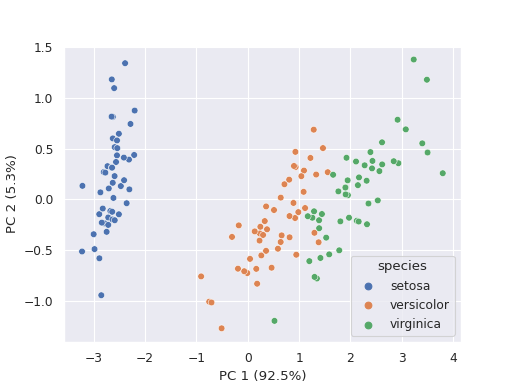 1.5
1.0
0.5
0.0
−0.5
−1.0
PC 2 (5.3%)
species
setosa
versicolor
virginica
−3
−2
−1
0
1
2
3
4
PC 1 (92.5%)